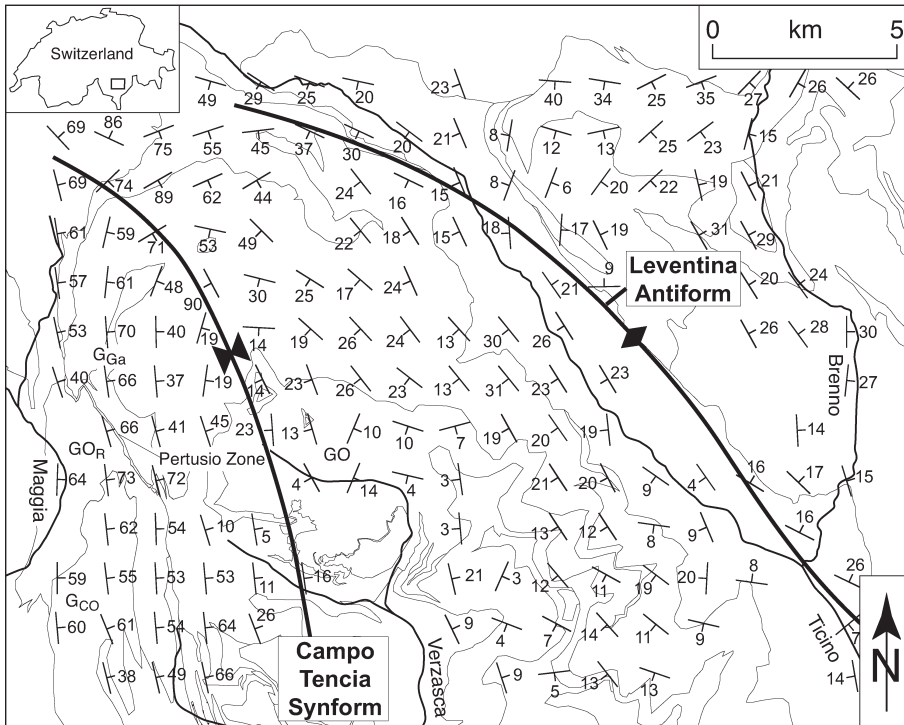 Switzerland
0 km 5
49 29 25 20 23 40 34 25 35 27 26 26
69 86 75 55 45 37 30 20 21 8 12 13 25 23 15
69 74 89 62 44 24 16 15 8 6 20 22 19 21
61 59 71 53 49 22 18 15 18 17 19 31 29
57 61 48 90 30 25 17 24 21 9 20 24
Leventina
Antiform
53 70 40 19 14 19 26 24 13 30 26 26 28 30
G Ga
Brenno
40 66 37 19 14 23 26 23 13 31 23 23 27
66 41 45 23 13 10 10 7 19 20 19 14
GO R
Pertusio Zone
GO
Maggia
64 73 72 4 14 4 3 21 20 9 4 16 17 15
62 54 10 5 3 13 12 8 9 16
59 55 53 53 11 16 21 3 12 11 19 20 8 26
G CO
60 61 54 64 26 9 4 7 14 11 9 7
Ticino
Verzasca
Campo
Tencia
Synform
38 49 66 9 5 13 13 14
N